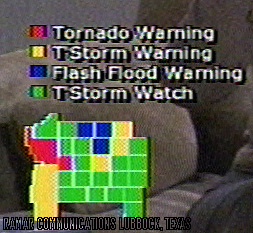 Tornado Warning
T-Storm Warning
Flash Flood Warning
T-Storm Watch
RAMAR COMMUNICATIONS LUBBOCK, TEXAS